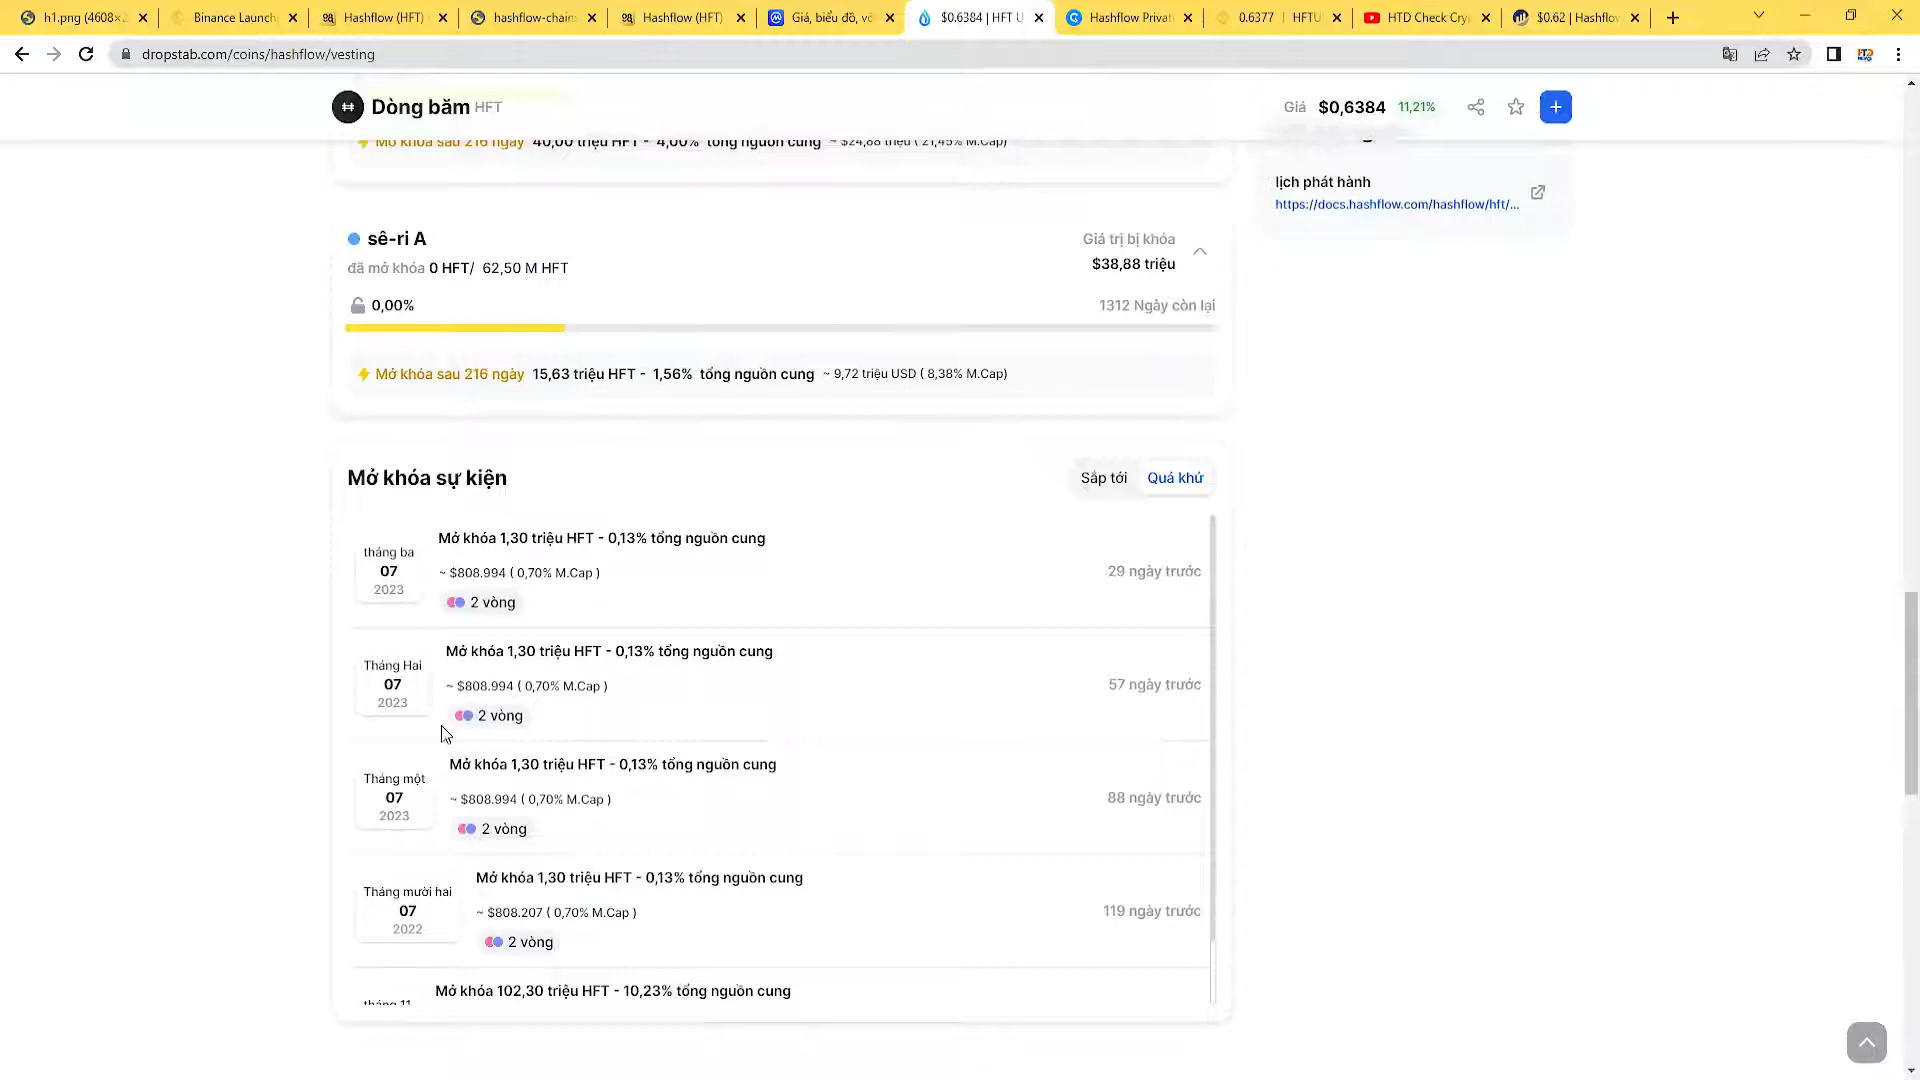 h1.png (4608×2
Binance Launch
Hashflow (HFT)
hashflow-chain
Hashflow (HFT)
Giá, biểu đồ, vố
$0.6384 | HFT U
Hashflow Privat
0.6377 | HFTU
HTD Check Cry
$0.62 | Hashflow
dropstab.com/coins/hashflow/vesting
Dòng băm HFT
Giá $0,6384 11,21%
Mở khóa sau 216 ngày 40,00 triệu HFT - 4,00% tổng nguồn cung ~ $24,88 triệu ( 21,45% M.Cap)
lịch phát hành
https://docs.hashflow.com/hashflow/hft/...
sê-ri A
Giá trị bị khóa
đã mở khóa 0 HFT/ 62,50 M HFT
$38,88 triệu
0,00%
1312 Ngày còn lại
Mở khóa sau 216 ngày 15,63 triệu HFT - 1,56% tổng nguồn cung ~ 9,72 triệu USD ( 8,38% M.Cap)
Mở khóa sự kiện
Sắp tới Quá khứ
Mở khóa 1,30 triệu HFT - 0,13% tổng nguồn cung
tháng ba
07
2023
~ $808.994 ( 0,70% M.Cap )
29 ngày trước
2 vòng
Mở khóa 1,30 triệu HFT - 0,13% tổng nguồn cung
Tháng Hai
07
2023
~ $808.994 ( 0,70% M.Cap )
57 ngày trước
2 vòng
Mở khóa 1,30 triệu HFT - 0,13% tổng nguồn cung
Tháng một
07
2023
~ $808.994 ( 0,70% M.Cap )
88 ngày trước
2 vòng
Mở khóa 1,30 triệu HFT - 0,13% tổng nguồn cung
Tháng mười hai
07
2022
~ $808.207 ( 0,70% M.Cap )
119 ngày trước
2 vòng
Mở khóa 102,30 triệu HFT - 10,23% tổng nguồn cung
tháng 11